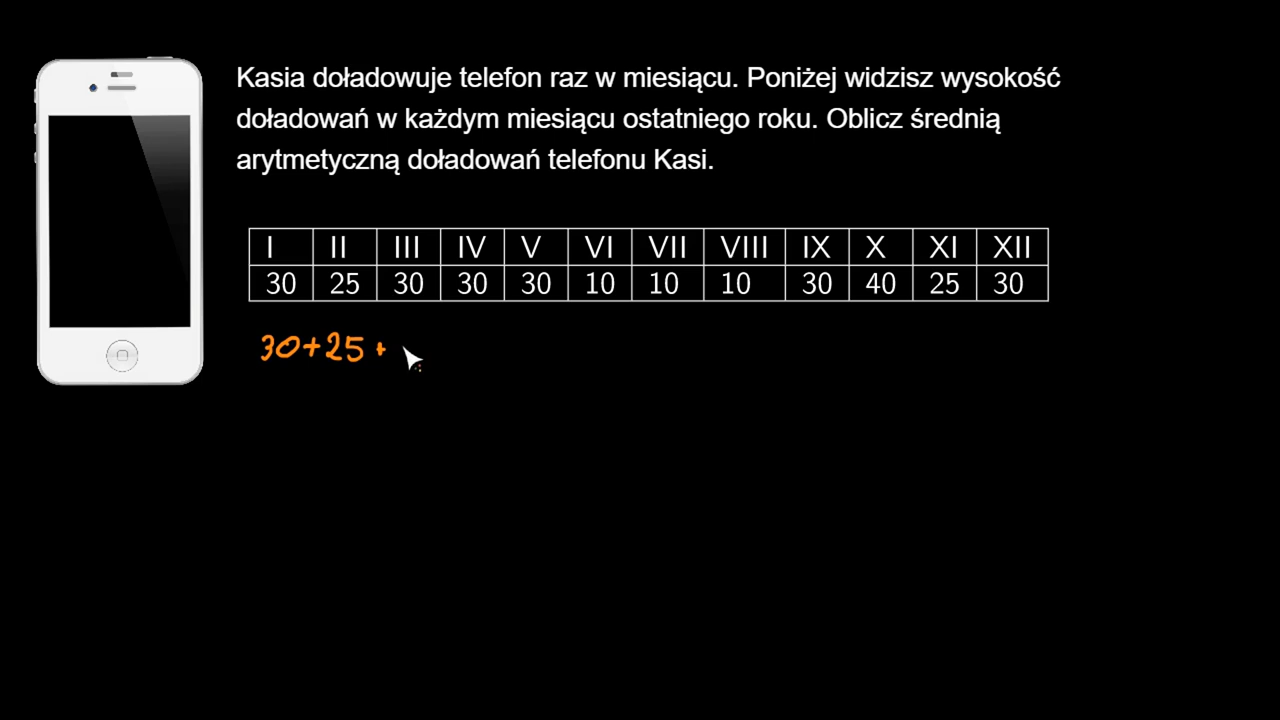 Kasia doładowuje telefon raz w miesiącu. Poniżej widzisz wysokość
doładowań w każdym miesiącu ostatniego roku. Oblicz średnią
arytmetyczną doładowań telefonu Kasi.
I II III IV V VI VII VIII IX X XI XII
30 25 30 30 30 10 10 10 30 40 25 30
30+25+